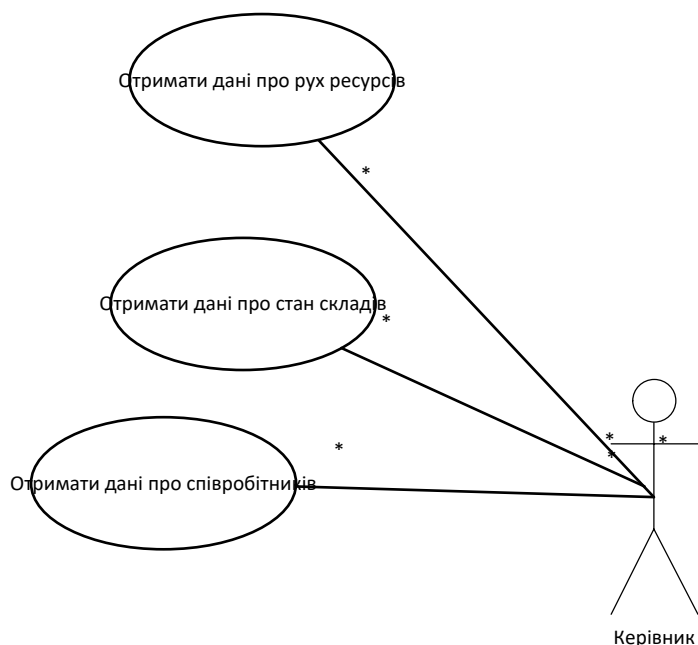 Отримати дані про рух ресурсів
*
Отримати дані про стан складів
*
* *
*
*
Отримати дані про співробітників
Керівник